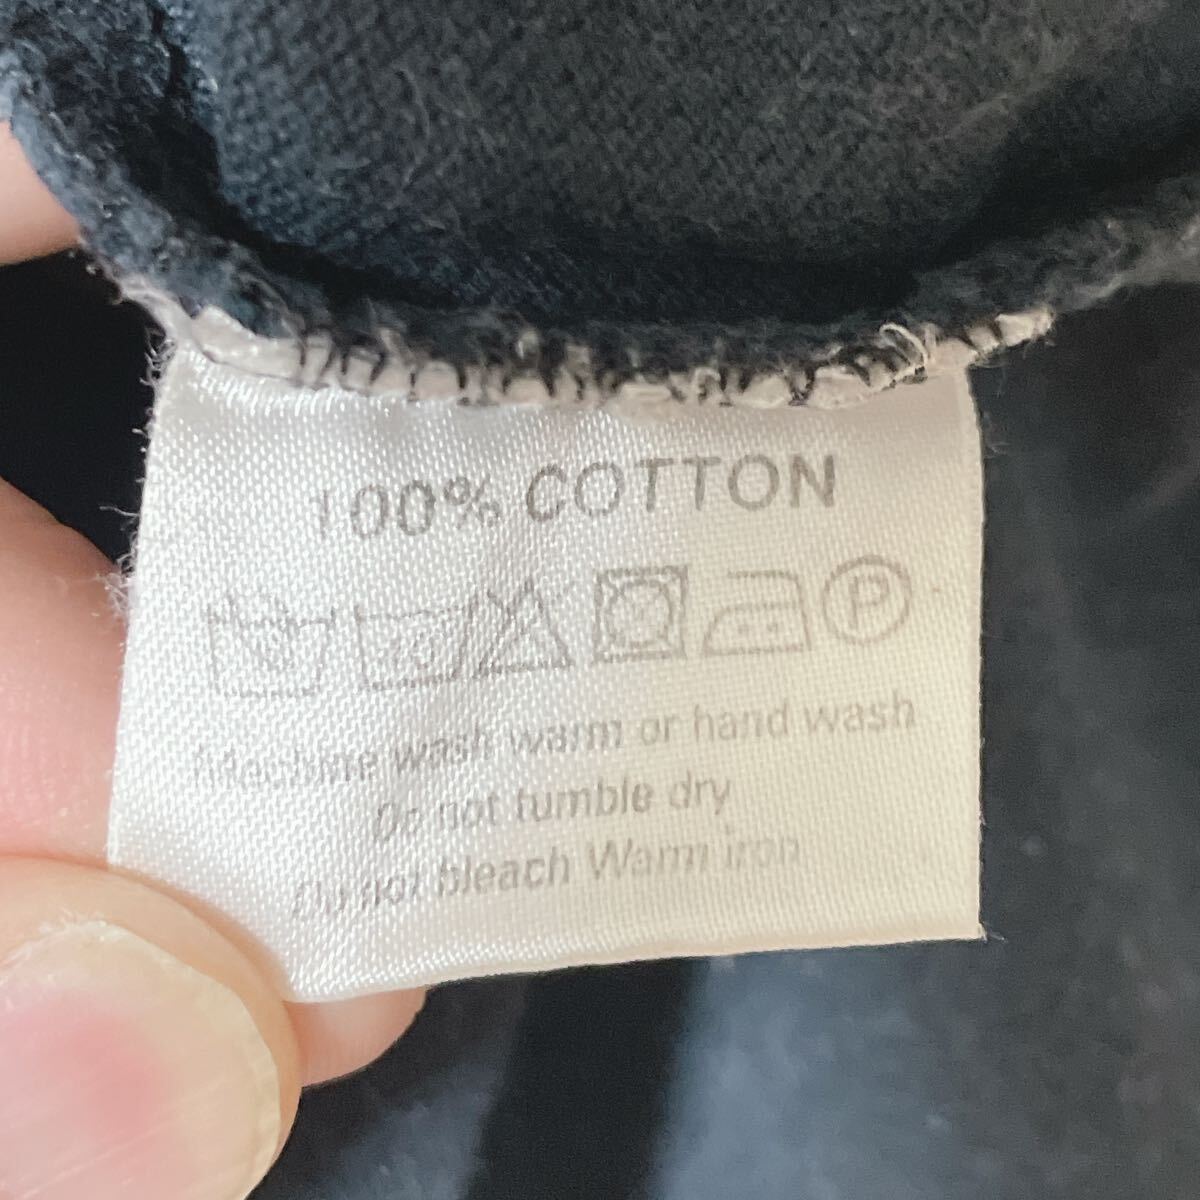 100% COTTON
P
Machine wash warm or hand wash
Do not tumble dry
Do not bleach Warm iron